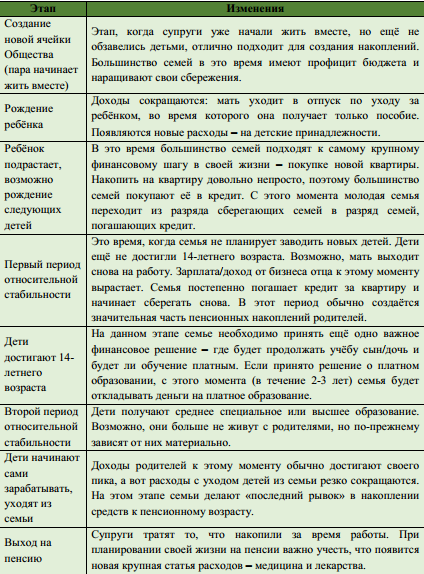 Этап
Изменения
Создание
новой ячейки
Общества
(пара начинает
жить вместе)
Этап, когда супруги уже начали жить вместе, но ещё не
обзавелись детьми, отлично подходит для создания накоплений.
Большинство семей в это время имеют профицит бюджета и
наращивают свои сбережения.
Рождение
ребёнка
Доходы сокращаются: мать уходит в отпуск по уходу за
ребёнком, во время которого она получает только пособие.
Появляются новые расходы – на детские принадлежности.
Ребёнок
подрастает,
возможно
рождение
следующих
детей
В это время большинство семей подходят к самому крупному
финансовому шагу в своей жизни – покупке новой квартиры.
Накопить на квартиру довольно непросто, поэтому большинство
семей покупают её в кредит. С этого момента молодая семья
переходит из разряда сберегающих семей в разряд семей,
погашающих кредит.
Первый период
относительной
стабильности
Это время, когда семья не планирует заводить новых детей. Дети
ещё не достигли 14-летнего возраста. Возможно, мать выходит
снова на работу. Зарплата/доход от бизнеса отца к этому моменту
вырастает. Семья постепенно погашает кредит за квартиру и
начинает сберегать снова. В этот период обычно создаётся
значительная часть пенсионных накоплений родителей.
Дети
достигают 14-
летнего
возраста
На данном этапе семье необходимо принять ещё одно важное
финансовое решение – где будет продолжать учёбу сын/дочь и
будет ли обучение платным. Если принято решение о платном
образовании, с этого момента (в течение 2-3 лет) семья будет
откладывать деньги на платное образование.
Второй период
относительной
стабильности
Дети получают среднее специальное или высшее образование.
Возможно, они больше не живут с родителями, но по-прежнему
зависят от них материально.
Дети начинают
сами
зарабатывать,
уходят из
семьи
Доходы родителей к этому моменту обычно достигают своего
пика, а вот расходы с уходом детей из семьи резко сокращаются.
На этом этапе семьи делают «последний рывок» в накоплении
средств к пенсионному возрасту.
Выход на
пенсию
Супруги тратят то, что накопили за время работы. При
планировании своей жизни на пенсии важно учесть, что появится
новая крупная статья расходов – медицина и лекарства.